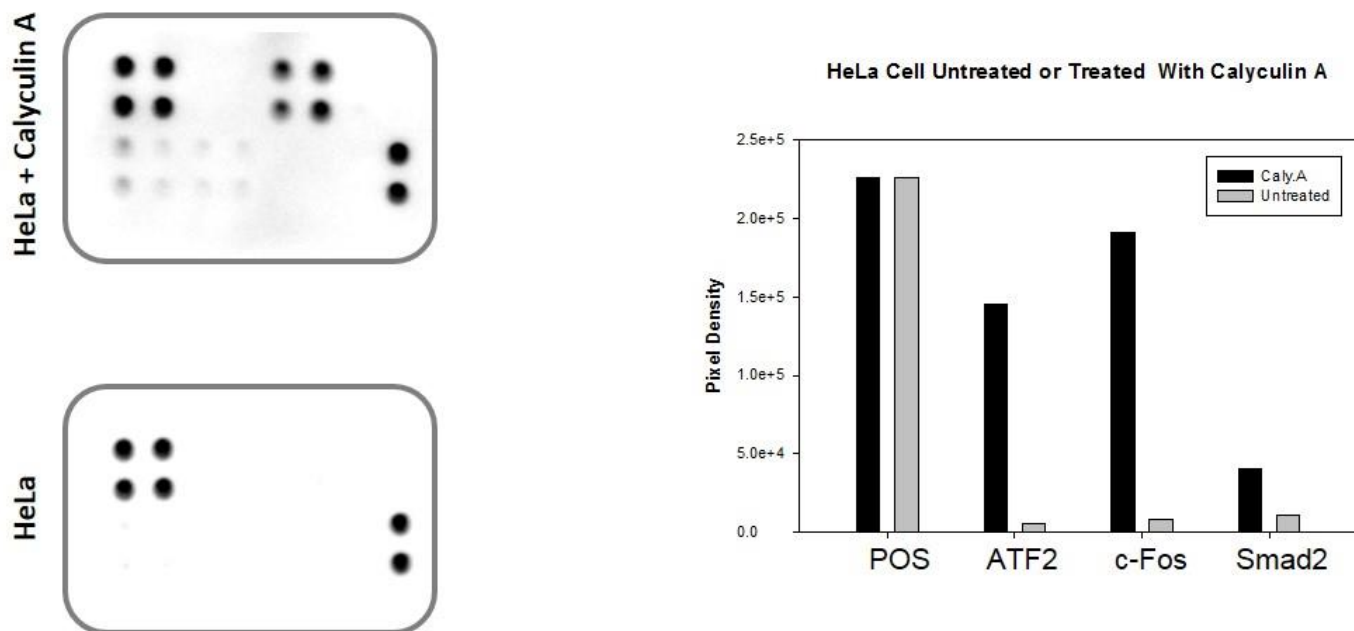 HeLa + Calyculin A
HeLa
HeLa Cell Untreated or Treated With Calyculin A
Pixel Density
2.5e+5
2.0e+5
1.5e+5
1.0e+5
5.0e+4
0.0
Caly.A
Untreated
POS ATF2 c-Fos Smad2